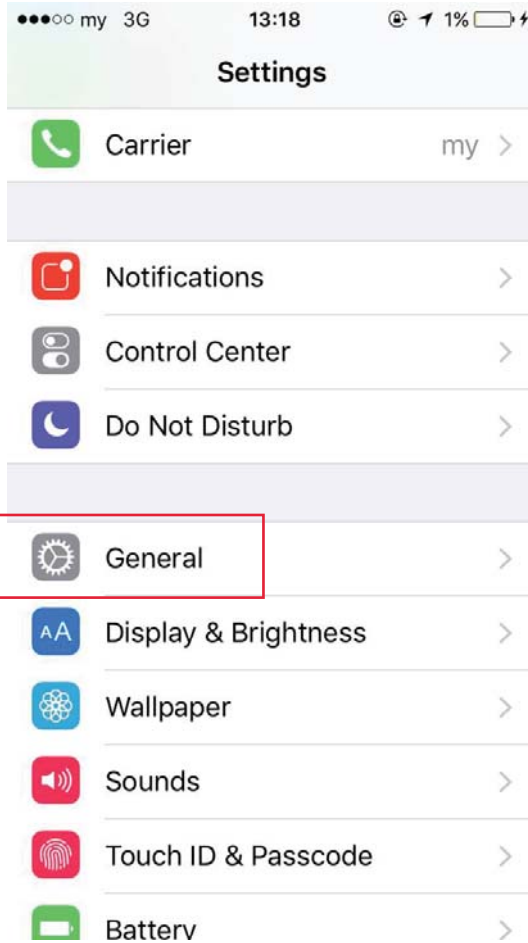 my 3G 13:18 1%
Settings
Carrier my
Notifications
Control Center
Do Not Disturb
General
AA Display & Brightness
Wallpaper
Sounds
Touch ID & Passcode
Battery